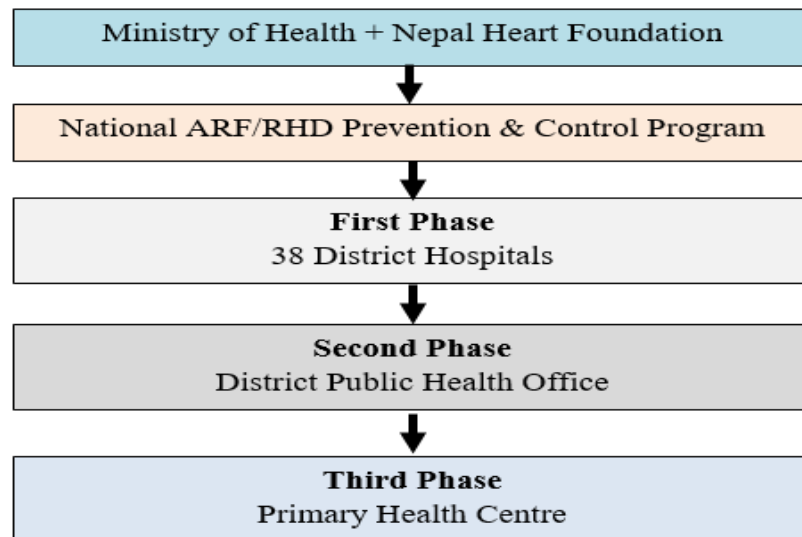 Ministry of Health + Nepal Heart Foundation
National ARF/RHD Prevention & Control Program
First Phase
38 District Hospitals
Second Phase
District Public Health Office
Third Phase
Primary Health Centre